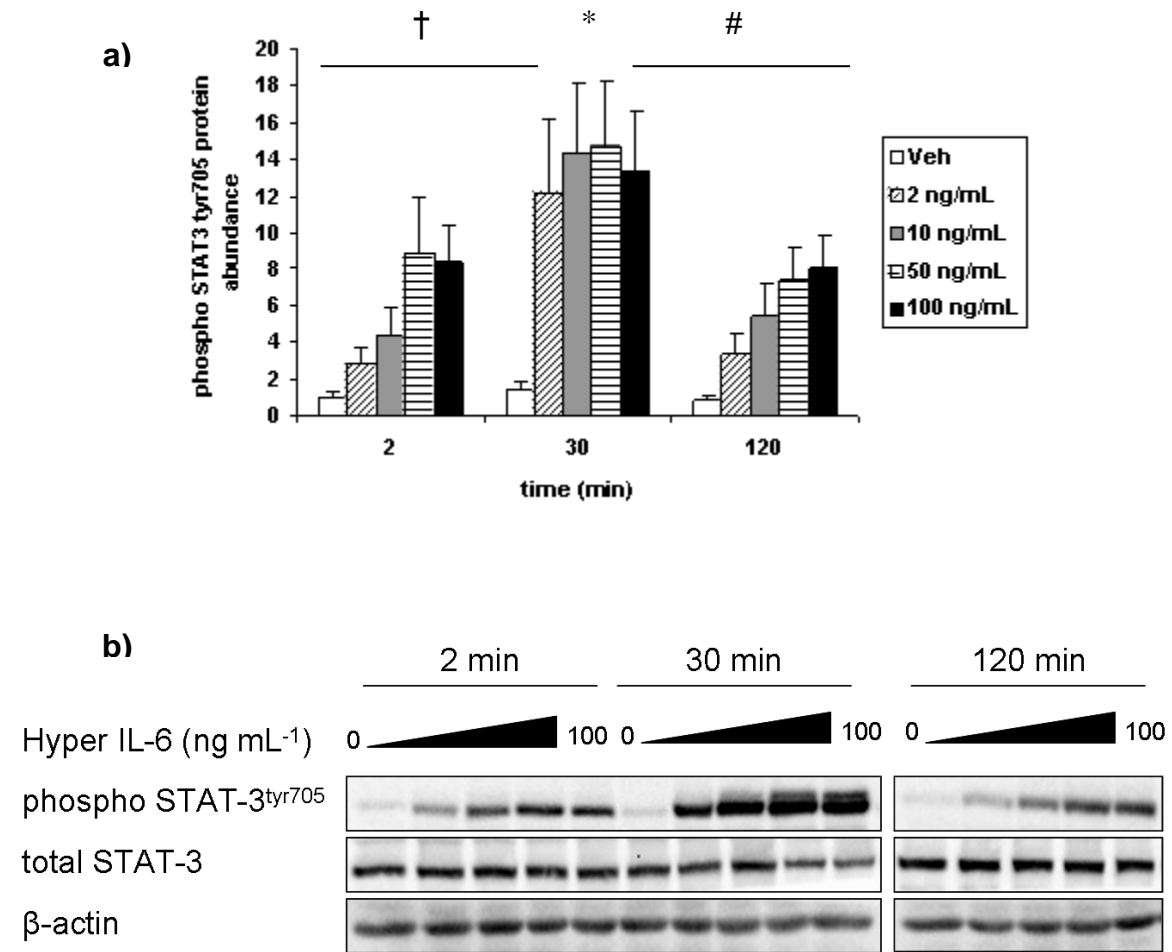 † * #
a)
phospho STAT3 tyr705 protein
abundance
20
18
16
14
12
10
8
6
4
2
0
2 30 120
time (min)
Veh
2 ng/mL
10 ng/mL
50 ng/mL
100 ng/mL
b)
2 min 30 min 120 min
Hyper IL-6 (ng mL-1) 0 100 0 100 0 100
phospho STAT-3tyr705
total STAT-3
β-actin